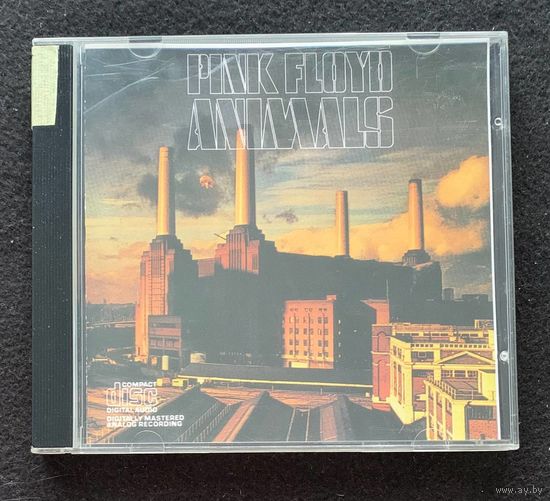 PINK FLOYD
ANIMALS
COMPACT
disc
DIGITAL AUDIO
DIGITALLY MASTERED
ANALOG RECORDING
www.ay.by